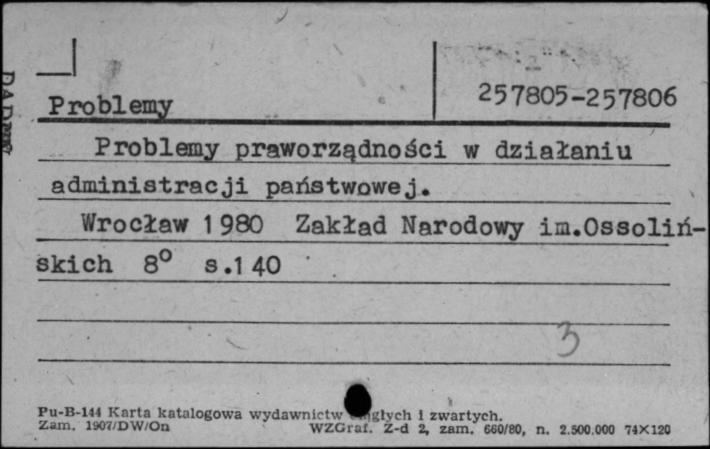 Problemy
257805-257806
Problemy praworządności w działaniu
administracji państwowej.
Wrocław 1980 Zakład Narodowy im.Ossoliń-
skich 8° s.140
3
Pu-B-144 Karta katalogowa wydawnictw ciągłych i zwartych.
Zam. 1907/DW/On WZGraf. Z-d 2, zam. 660/80, n. 2.500.000 74X120